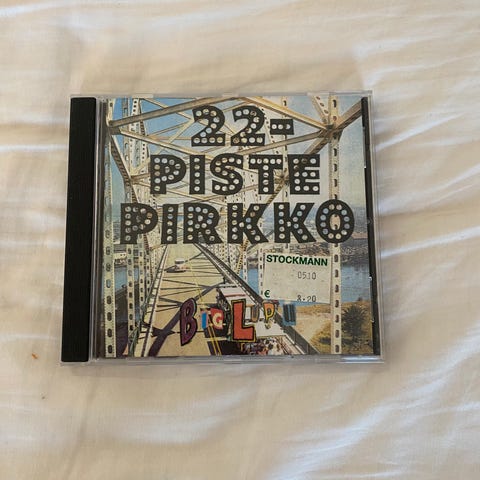 22-
PISTE
PIRKKO
STOCKMANN
0510
€ 8.20
BIG LUPU